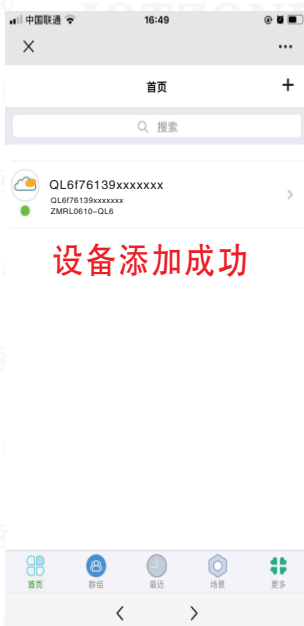 中国联通 16:49
首页
搜索
QL6f76139xxxxxxx
QL6f76139xxxxxxx
ZMRL0610-QL6
设备添加成功
首页 群组 最近 场景 更多